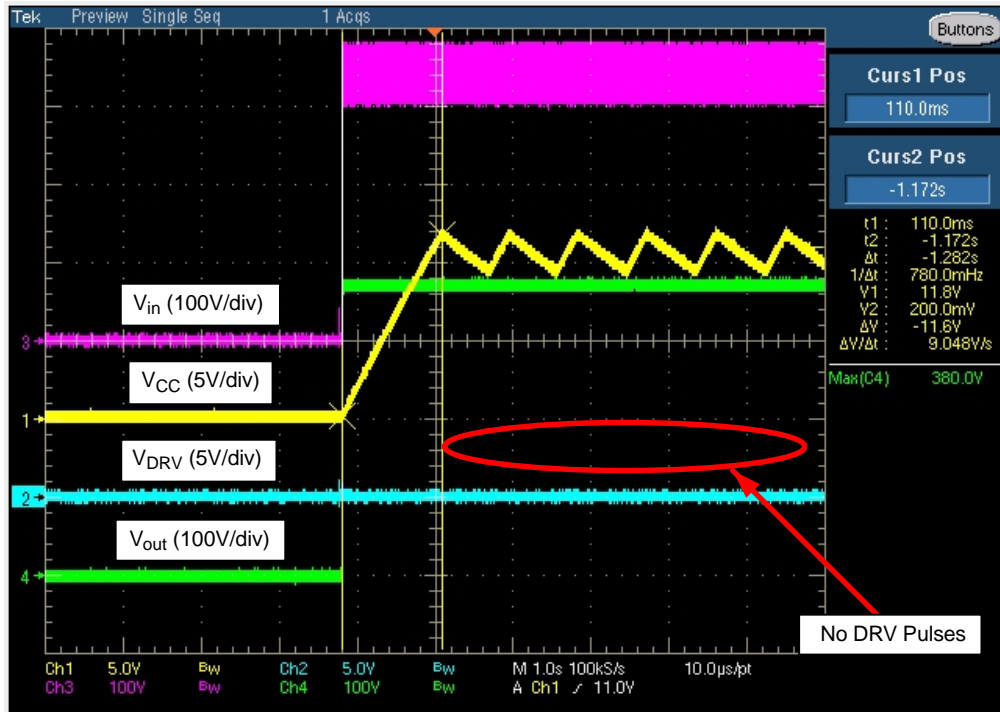 Tek Preview Single Seq 1 Acqs
Buttons
Curs1 Pos
110.0ms
Curs2 Pos
-1.172s
t1 : 110.0ms
t2 : -1.172s
Δt : -1.282s
1/Δt : 780.0mHz
V1 : 11.8V
V2 : 200.0mV
ΔV : -11.6V
ΔV/Δt : 9.048V/s
Max(C4) 380.0V
Vin (100V/div)
3
VCC (5V/div)
1
VDRV (5V/div)
2
Vout (100V/div)
4
No DRV Pulses
Ch1 5.0V Bw Ch2 5.0V Bw M 1.0s 100kS/s 10.0µs/pt
Ch3 100V Bw Ch4 100V Bw A Ch1 / 11.0V